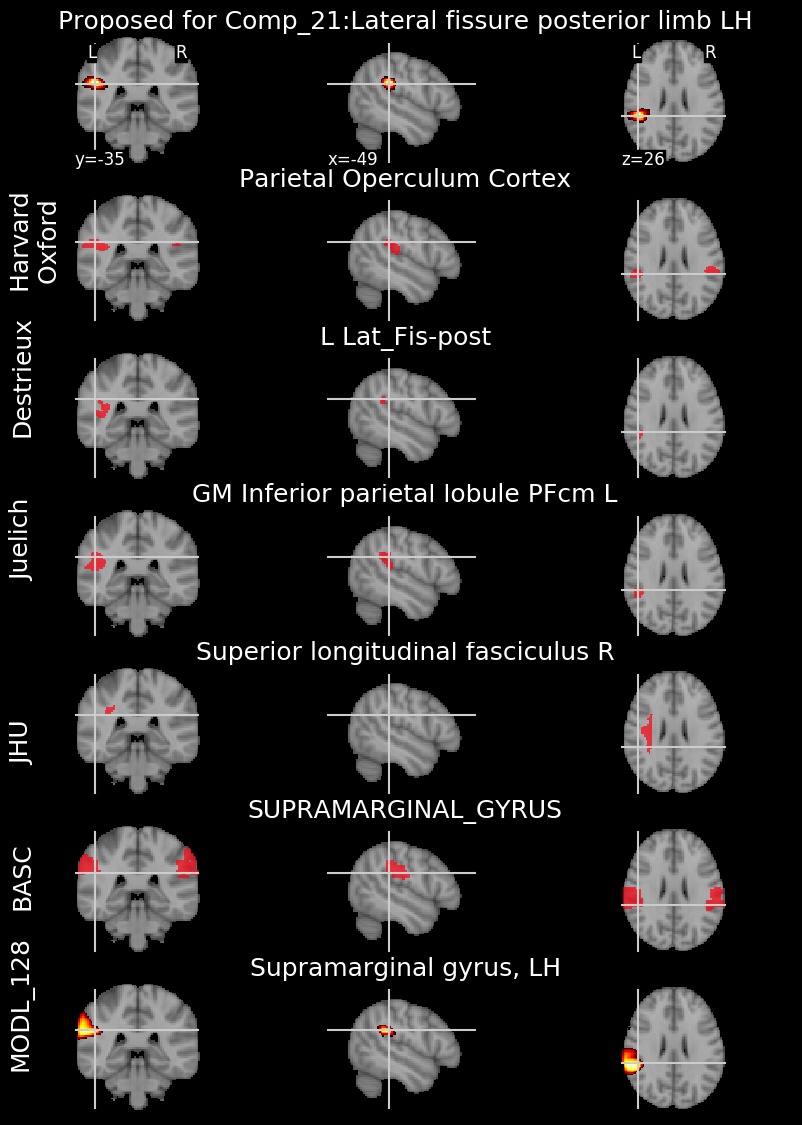 Proposed for Comp_21:Lateral fissure posterior limb LH
L R L R
y=-35 x=-49 z=26
Parietal Operculum Cortex
Harvard
Oxford
L Lat_Fis-post
Destrieux
GM Inferior parietal lobule PFcm L
Juelich
Superior longitudinal fasciculus R
JHU
SUPRAMARGINAL_GYRUS
BASC
Supramarginal gyrus, LH
MODL_128